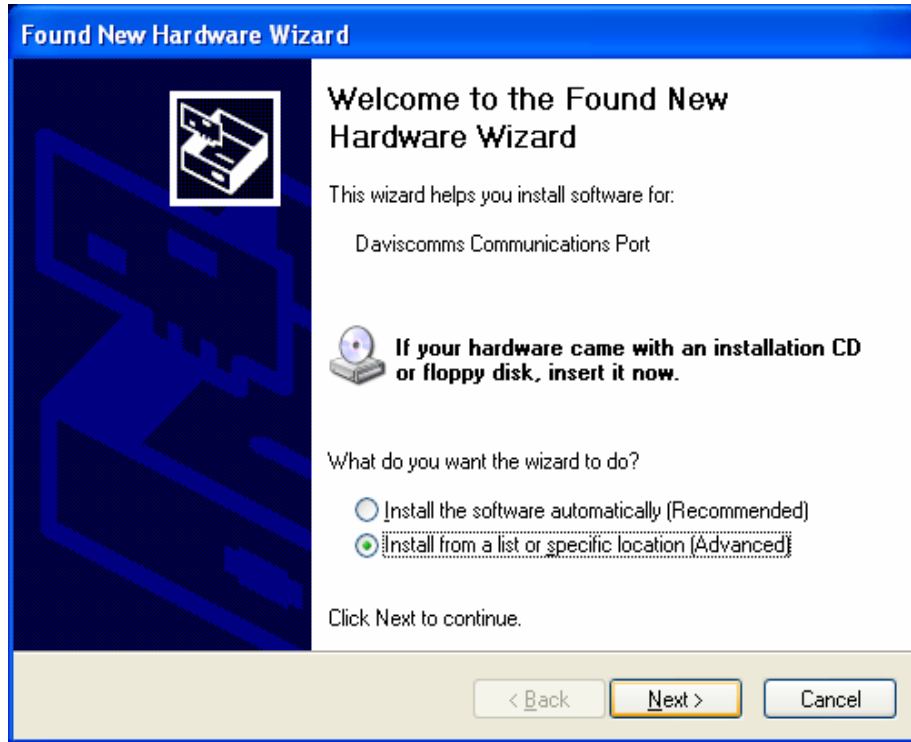 Found New Hardware Wizard
Welcome to the Found New
Hardware Wizard
This wizard helps you install software for:
Daviscomms Communications Port
If your hardware came with an installation CD
or floppy disk, insert it now.
What do you want the wizard to do?
Install the software automatically (Recommended)
Install from a list or specific location (Advanced)
Click Next to continue.
< Back Next > Cancel